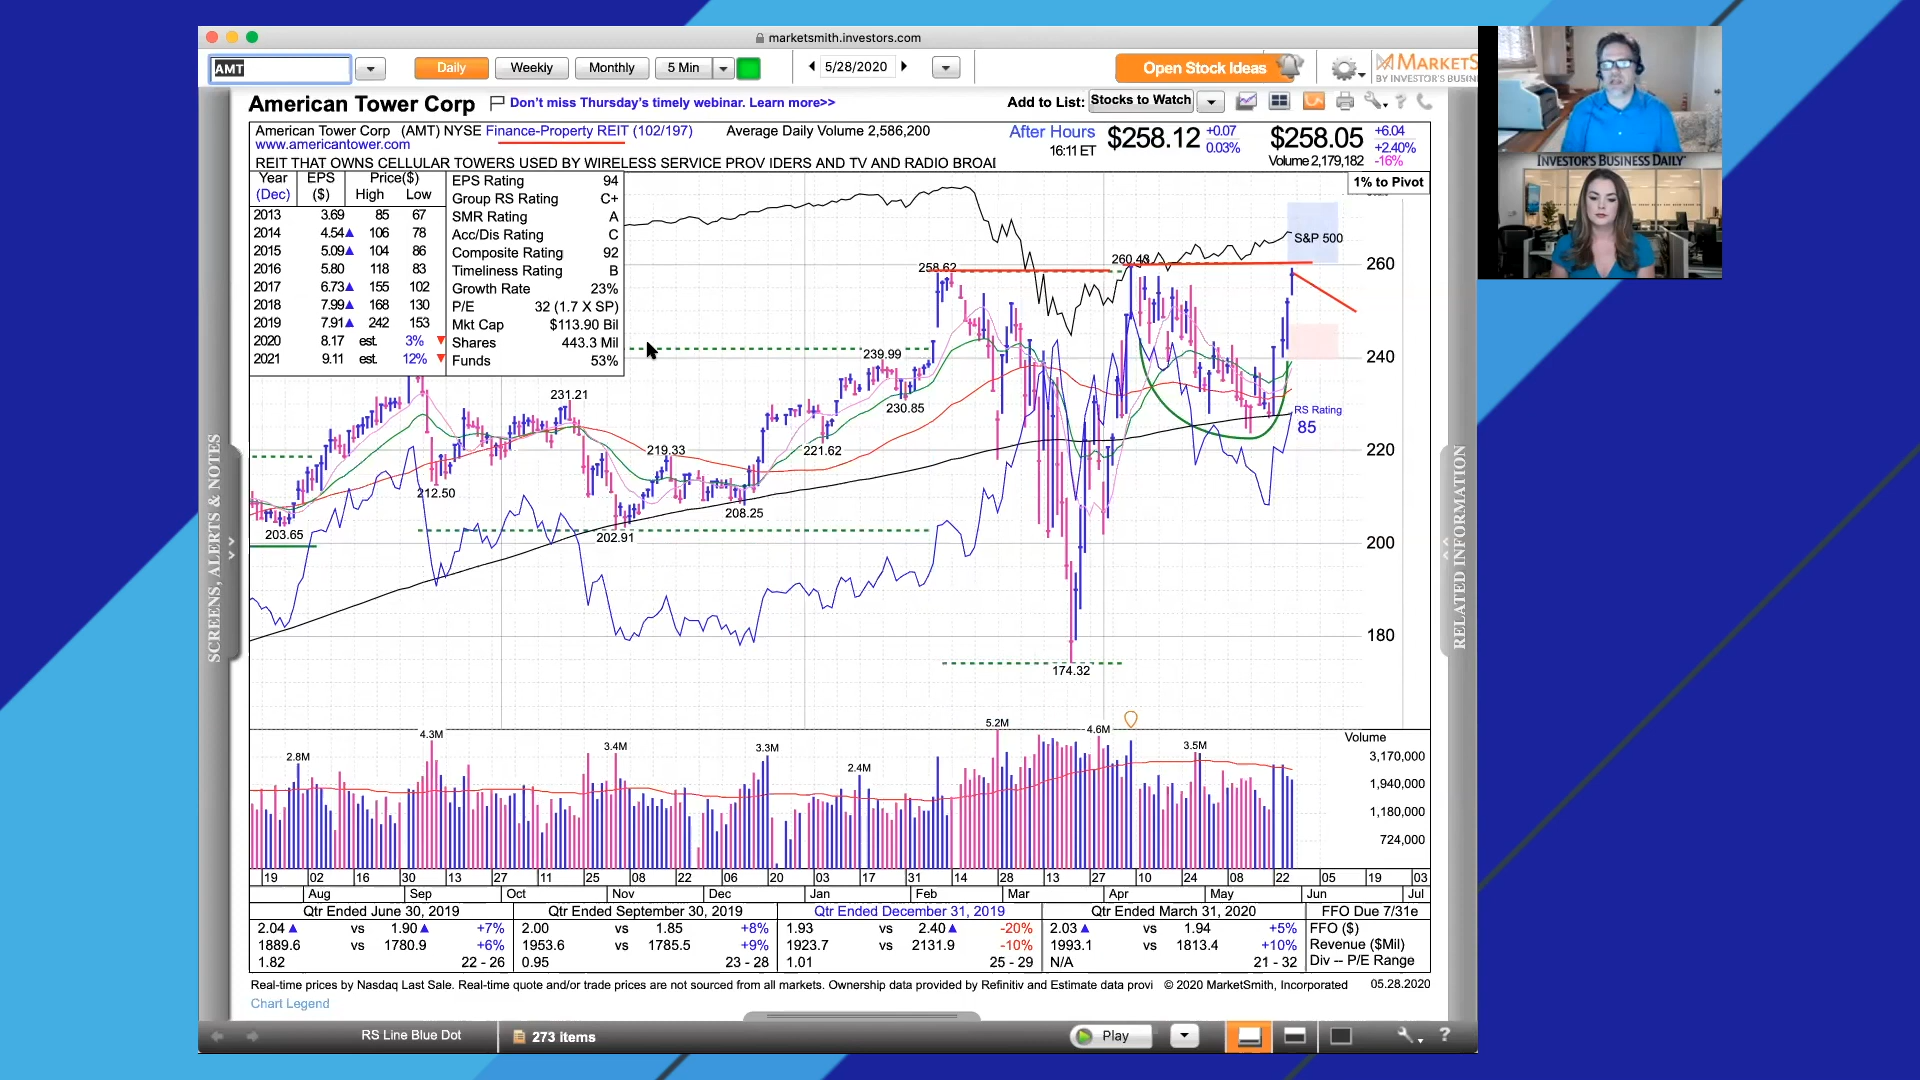 marketsmith.investors.com
AMT Daily Weekly Monthly 5 Min 5/28/2020 Open Stock Ideas MARKETS
BY INVESTOR'S BUSIN
American Tower Corp Don't miss Thursday's timely webinar. Learn more>> Add to List: Stocks to Watch
American Tower Corp (AMT) NYSE Finance-Property REIT (102/197) Average Daily Volume 2,586,200 After Hours $258.12 +0.07 0.03% $258.05 +6.04 +2.40%
www.americantower.com 16:11 ET Volume 2,179,182 -16%
REIT THAT OWNS CELLULAR TOWERS USED BY WIRELESS SERVICE PROV IDERS AND TV AND RADIO BROAI
Year EPS Price($)
(Dec) ($) High Low
2013 3.69 85 67
2014 4.54 106 78
2015 5.09 104 86
2016 5.80 118 83
2017 6.73 155 102
2018 7.99 168 130
2019 7.91 242 153
2020 8.17 est. 3%
2021 9.11 est. 12%
EPS Rating 94
Group RS Rating C+
SMR Rating A
Acc/Dis Rating C
Composite Rating 92
Timeliness Rating B
Growth Rate 23%
P/E 32 (1.7 X SP)
Mkt Cap $113.90 Bil
Shares 443.3 Mil
Funds 53%
1% to Pivot
S&P 500
258.62 260.43 260
239.99 240
231.21 230.85
RS Rating
85
219.33 221.62 220
212.50 208.25
203.65 202.91 200
180
174.32
Volume
2.8M 4.3M 3.4M 3.3M 2.4M 5.2M 4.6M 3.5M
3,170,000
1,940,000
1,180,000
724,000
19 02 16 30 13 27 11 25 08 22 06 20 03 17 31 14 28 13 27 10 24 08 22 05 19 03
Aug Sep Oct Nov Dec Jan Feb Mar Apr May Jun Jul
Qtr Ended June 30, 2019 Qtr Ended September 30, 2019 Qtr Ended December 31, 2019 Qtr Ended March 31, 2020 FFO Due 7/31e
2.04 vs 1.90 +7% 2.00 vs 1.85 +8% 1.93 vs 2.40 -20% 2.03 vs 1.94 +5% FFO ($)
1889.6 vs 1780.9 +6% 1953.6 vs 1785.5 +9% 1923.7 vs 2131.9 -10% 1993.1 vs 1813.4 +10% Revenue ($Mil)
1.82 22 - 26 0.95 23 - 28 1.01 25 - 29 N/A 21 - 32 Div -- P/E Range
Real-time prices by Nasdaq Last Sale. Real-time quote and/or trade prices are not sourced from all markets. Ownership data provided by Refinitiv and Estimate data provi © 2020 MarketSmith, Incorporated 05.28.2020
Chart Legend
RS Line Blue Dot 273 items Play ?
SCREENS, ALERTS & NOTES
RELATED INFORMATION
INVESTOR'S BUSINESS DAILY